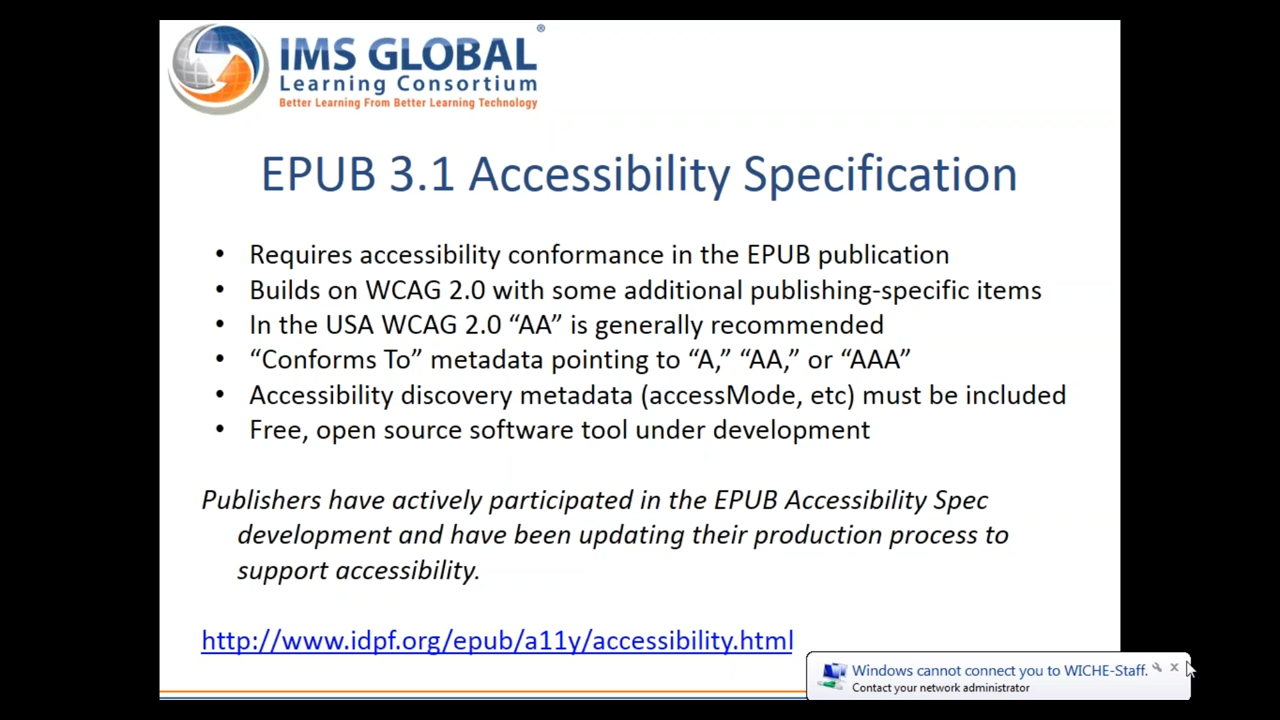 IMS GLOBAL®
Learning Consortium
Better Learning From Better Learning Technology
EPUB 3.1 Accessibility Specification
• Requires accessibility conformance in the EPUB publication
• Builds on WCAG 2.0 with some additional publishing-specific items
• In the USA WCAG 2.0 “AA” is generally recommended
• “Conforms To” metadata pointing to “A,” “AA,” or “AAA”
• Accessibility discovery metadata (accessMode, etc) must be included
• Free, open source software tool under development
Publishers have actively participated in the EPUB Accessibility Spec
development and have been updating their production process to
support accessibility.
http://www.idpf.org/epub/a11y/accessibility.html
Windows cannot connect you to WICHE-Staff.
Contact your network administrator